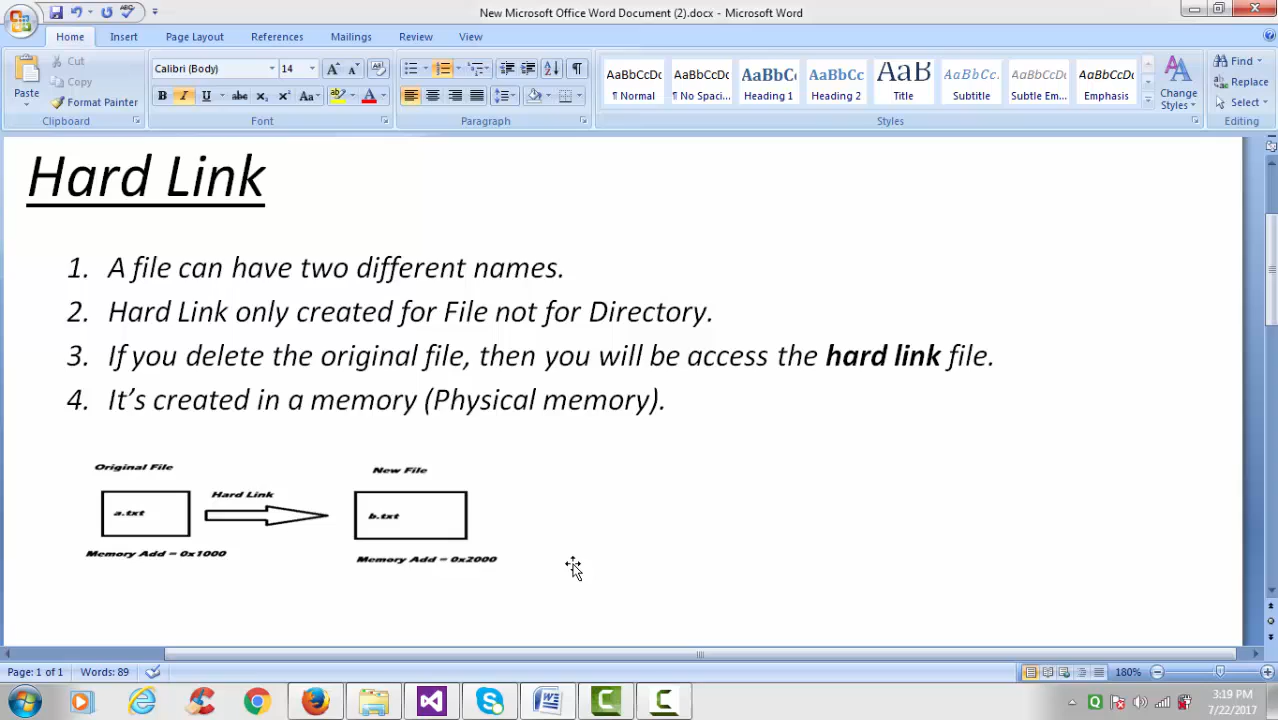 New Microsoft Office Word Document (2).docx - Microsoft Word
Home Insert Page Layout References Mailings Review View
Cut Calibri (Body) 14 AaBbCcDc AaBbCcDc AaBbCc AaBbCc AaB AaBbCc. AaBbCcDc AaBbCcDc Find
Paste Copy Replace
Format Painter B I U abc x₂ x² Aa ¶ Normal ¶ No Spaci... Heading 1 Heading 2 Title Subtitle Subtle Em... Emphasis Change Styles Select
Clipboard Font Paragraph Styles Editing
Hard Link
1. A file can have two different names.
2. Hard Link only created for File not for Directory.
3. If you delete the original file, then you will be access the hard link file.
4. It's created in a memory (Physical memory).
Original File New File
Hard Link
a.txt b.txt
Memory Add = 0x1000 Memory Add = 0x2000
Page: 1 of 1 Words: 89 180%
3:19 PM
7/22/2017